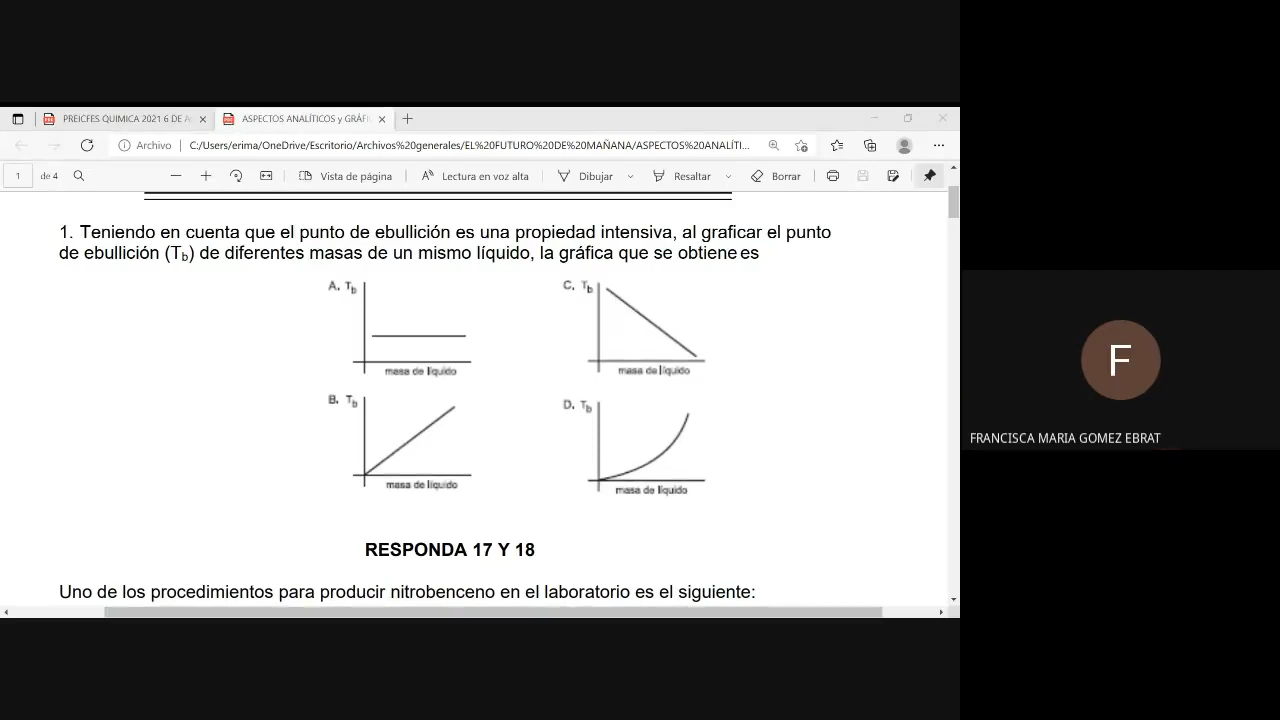 PREICFES QUIMICA 2021 6 DE A
ASPECTOS ANALÍTICOS y GRÁFI
Archivo
C:/Users/erima/OneDrive/Escritorio/Archivos%20generales/EL%20FUTURO%20DE%20MAÑANA/ASPECTOS%20ANALÍTI...
1 de 4
Vista de página
Lectura en voz alta
Dibujar
Resaltar
Borrar
1. Teniendo en cuenta que el punto de ebullición es una propiedad intensiva, al graficar el punto
de ebullición (Tb) de diferentes masas de un mismo líquido, la gráfica que se obtiene es
A. Tb
masa de líquido
C. Tb
masa de líquido
B. Tb
masa de líquido
D. Tb
masa de líquido
RESPONDA 17 Y 18
Uno de los procedimientos para producir nitrobenceno en el laboratorio es el siguiente:
F
FRANCISCA MARIA GOMEZ EBRAT